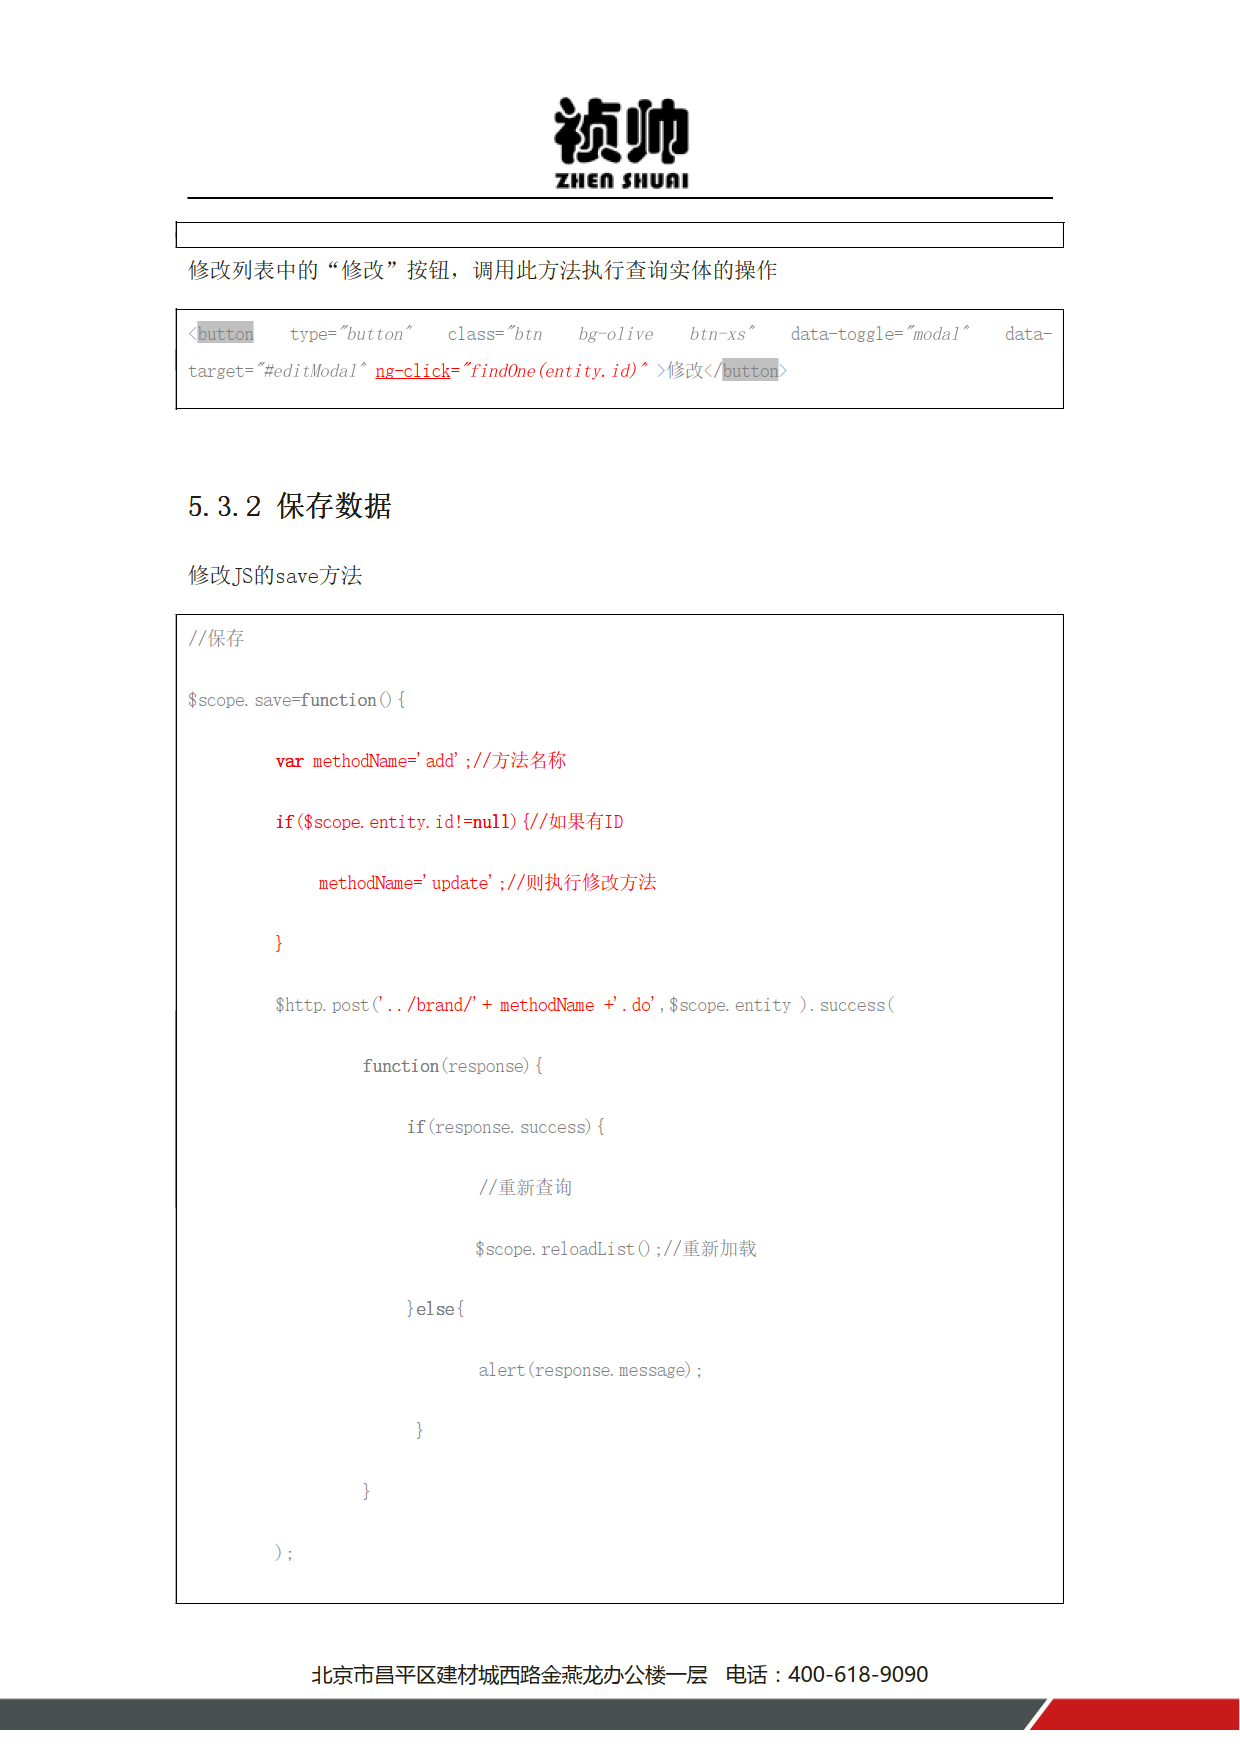 祯帅
ZHEN SHUAI
修改列表中的“修改”按钮，调用此方法执行查询实体的操作
<button type="button" class="btn bg-olive btn-xs" data-toggle="modal" data-
target="#editModal" ng-click="findOne(entity.id)" >修改</button>
5.3.2 保存数据
修改JS的save方法
//保存
$scope.save=function(){
var methodName='add';//方法名称
if($scope.entity.id!=null){//如果有ID
methodName='update';//则执行修改方法
}
$http.post('../brand/'+ methodName +'.do',$scope.entity ).success(
function(response){
if(response.success){
//重新查询
$scope.reloadList();//重新加载
}else{
alert(response.message);
}
}
);
北京市昌平区建材城西路金燕龙办公楼一层 电话：400-618-9090